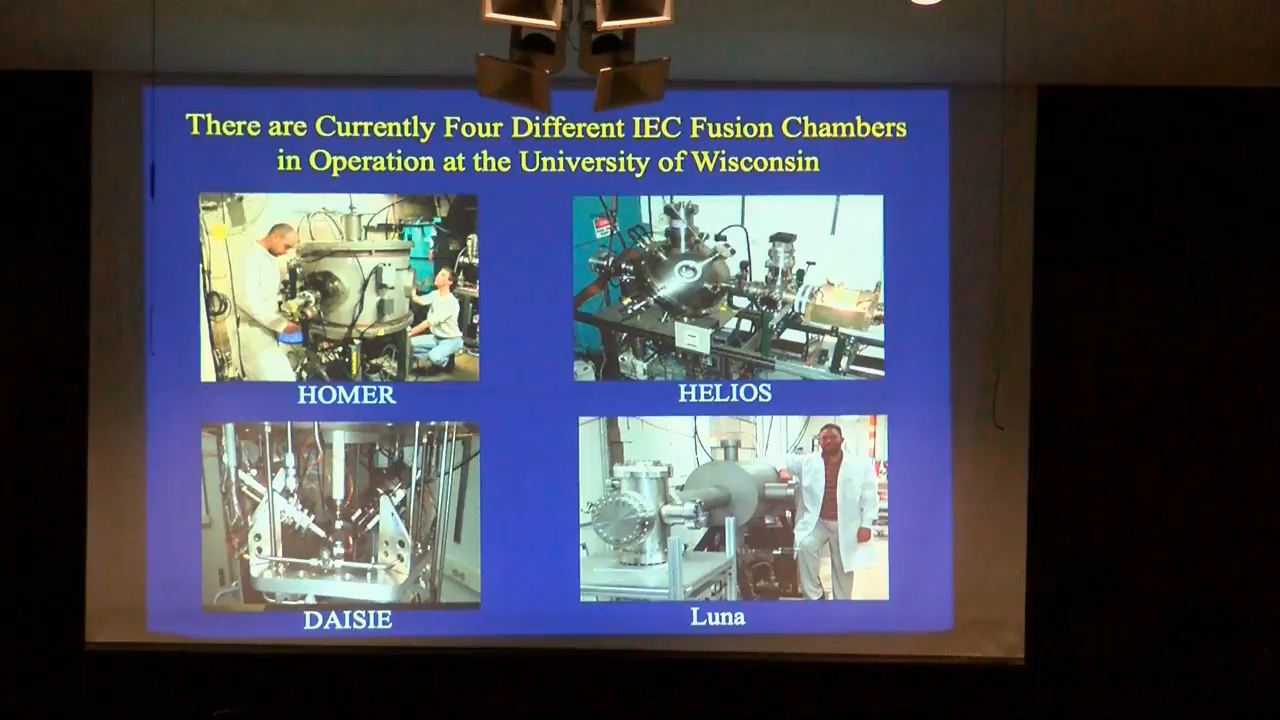 There are Currently Four Different IEC Fusion Chambers
in Operation at the University of Wisconsin
HOMER
HELIOS
DAISIE
Luna